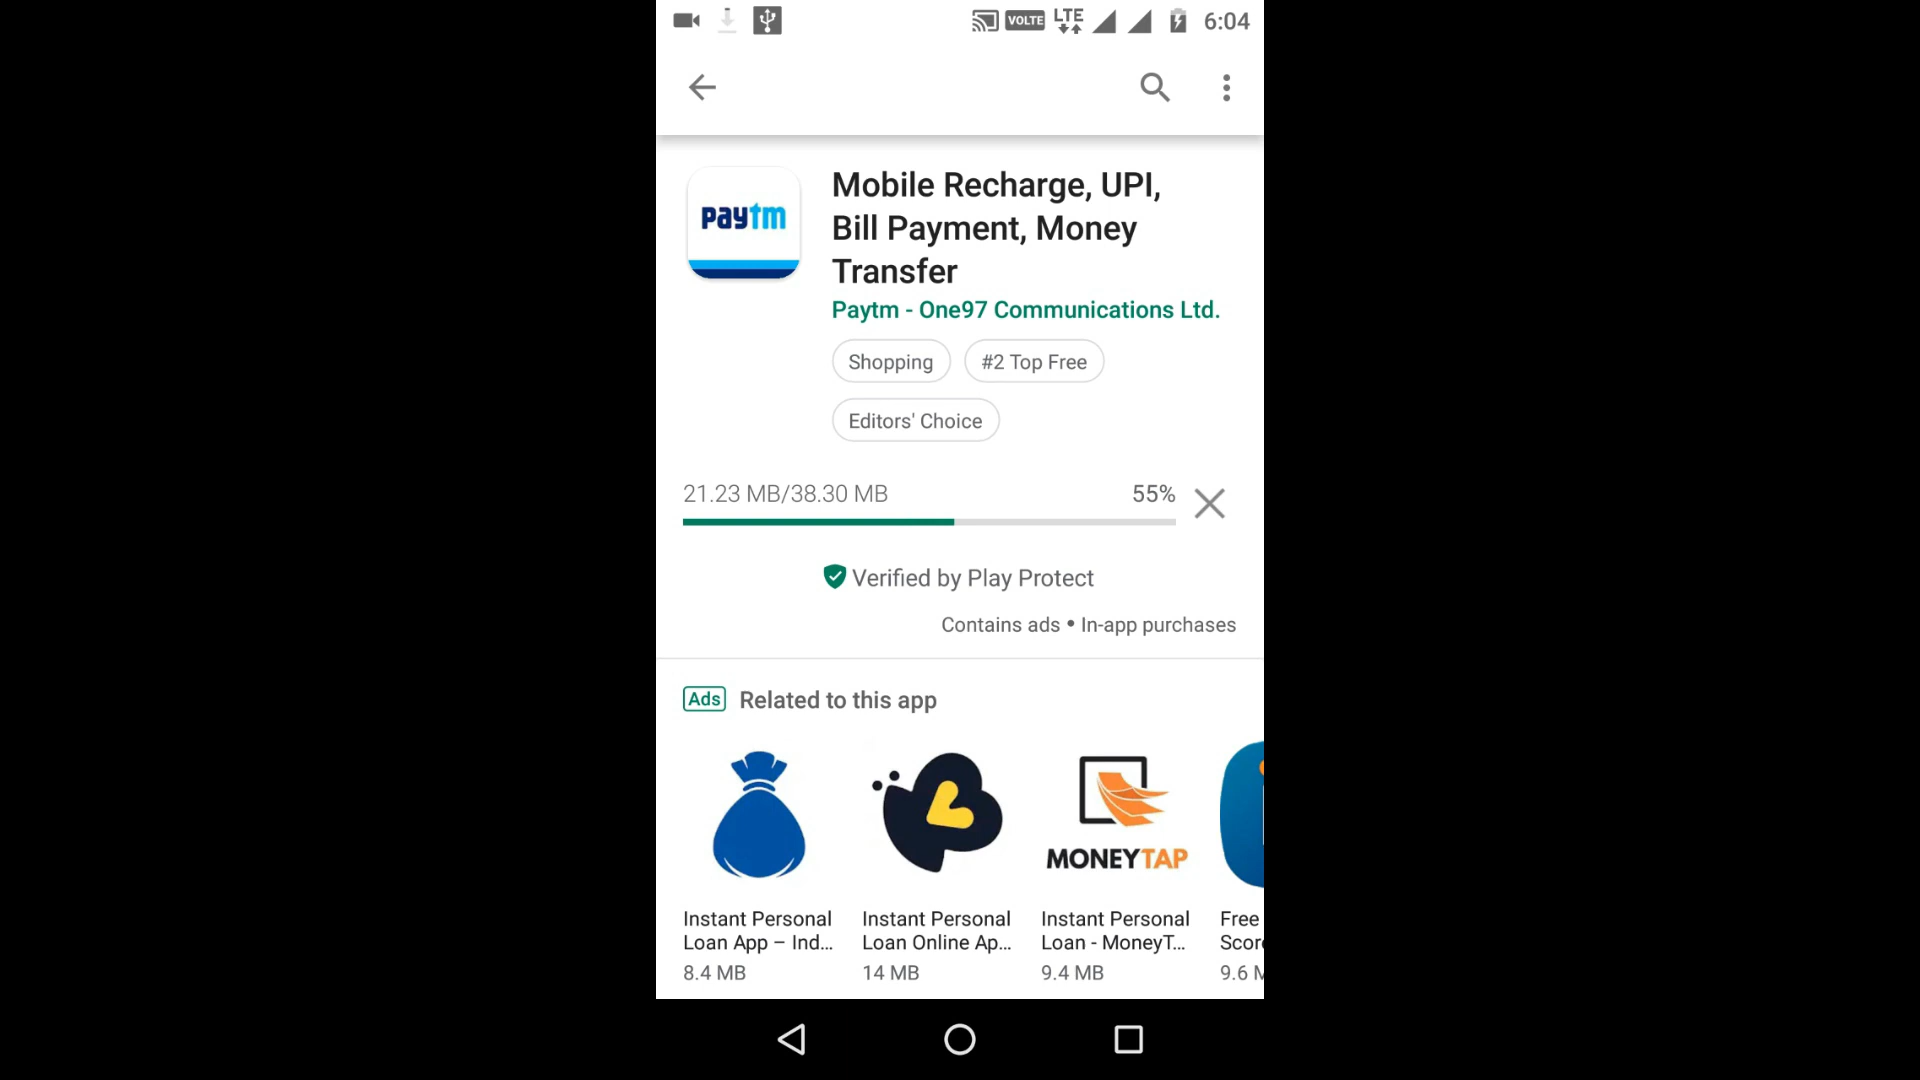 VOLTE LTE 6:04
paytm
Mobile Recharge, UPI,
Bill Payment, Money
Transfer
Paytm - One97 Communications Ltd.
Shopping #2 Top Free
Editors' Choice
21.23 MB/38.30 MB 55%
Verified by Play Protect
Contains ads • In-app purchases
Ads Related to this app
MONEYTAP
Instant Personal
Loan App – Ind...
8.4 MB
Instant Personal
Loan Online Ap...
14 MB
Instant Personal
Loan - MoneyT...
9.4 MB
Free
Scor
9.6 M